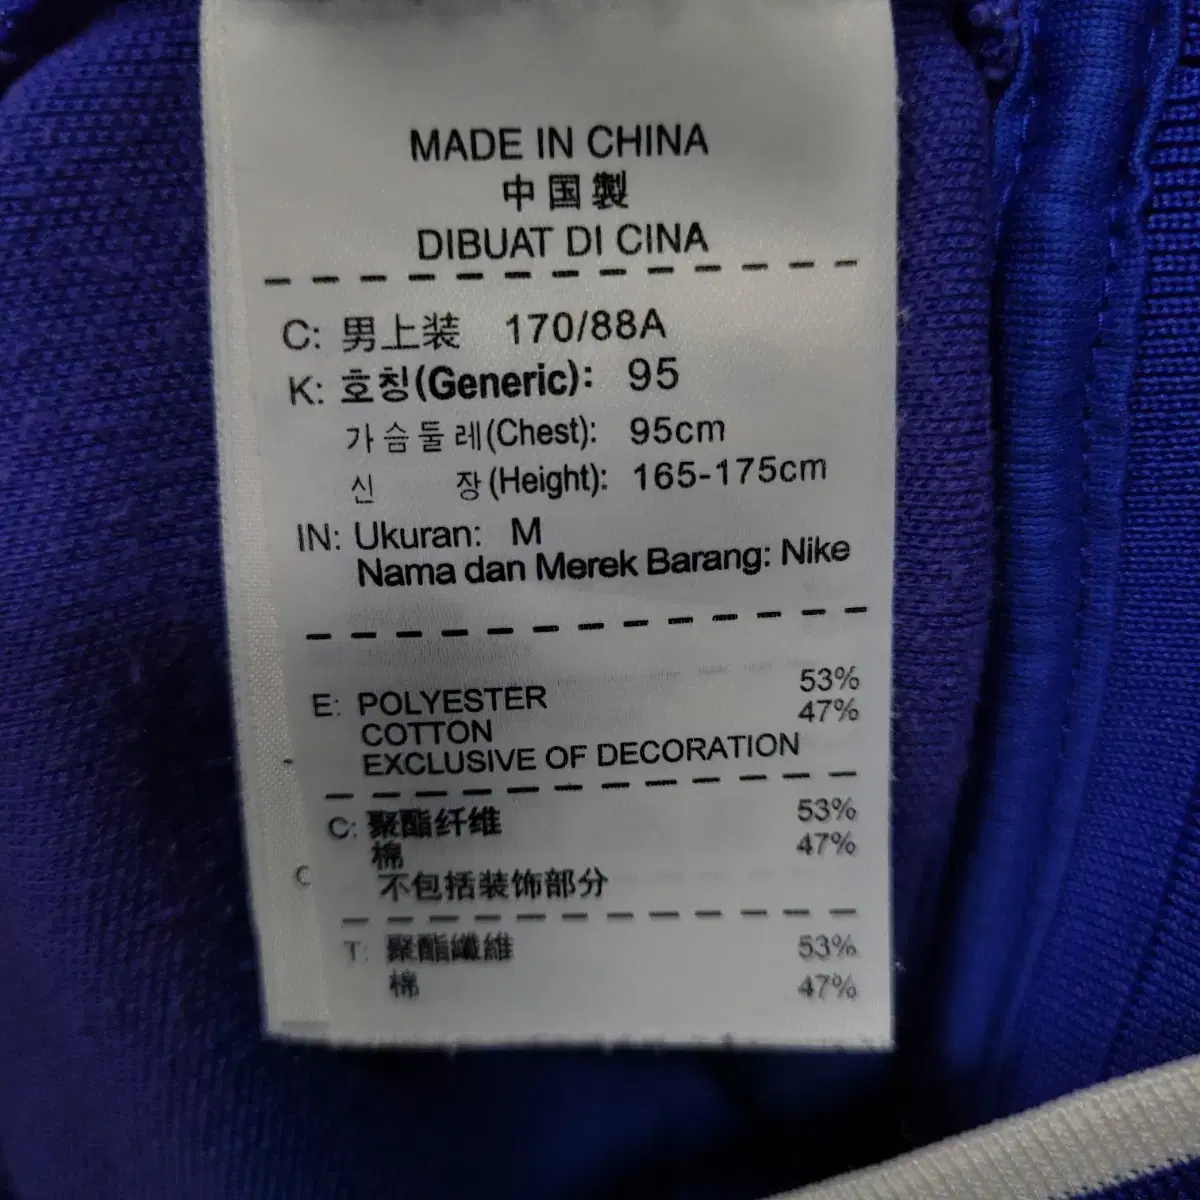 MADE IN CHINA
中国製
DIBUAT DI CINA
C: 男上装 170/88A
K: 호칭(Generic): 95
가슴둘레(Chest): 95cm
신 장(Height): 165-175cm
IN: Ukuran: M
Nama dan Merek Barang: Nike
E: POLYESTER 53%
COTTON 47%
EXCLUSIVE OF DECORATION
C: 聚酯纤维 53%
棉 47%
不包括装饰部分
T: 聚酯纖維 53%
棉 47%